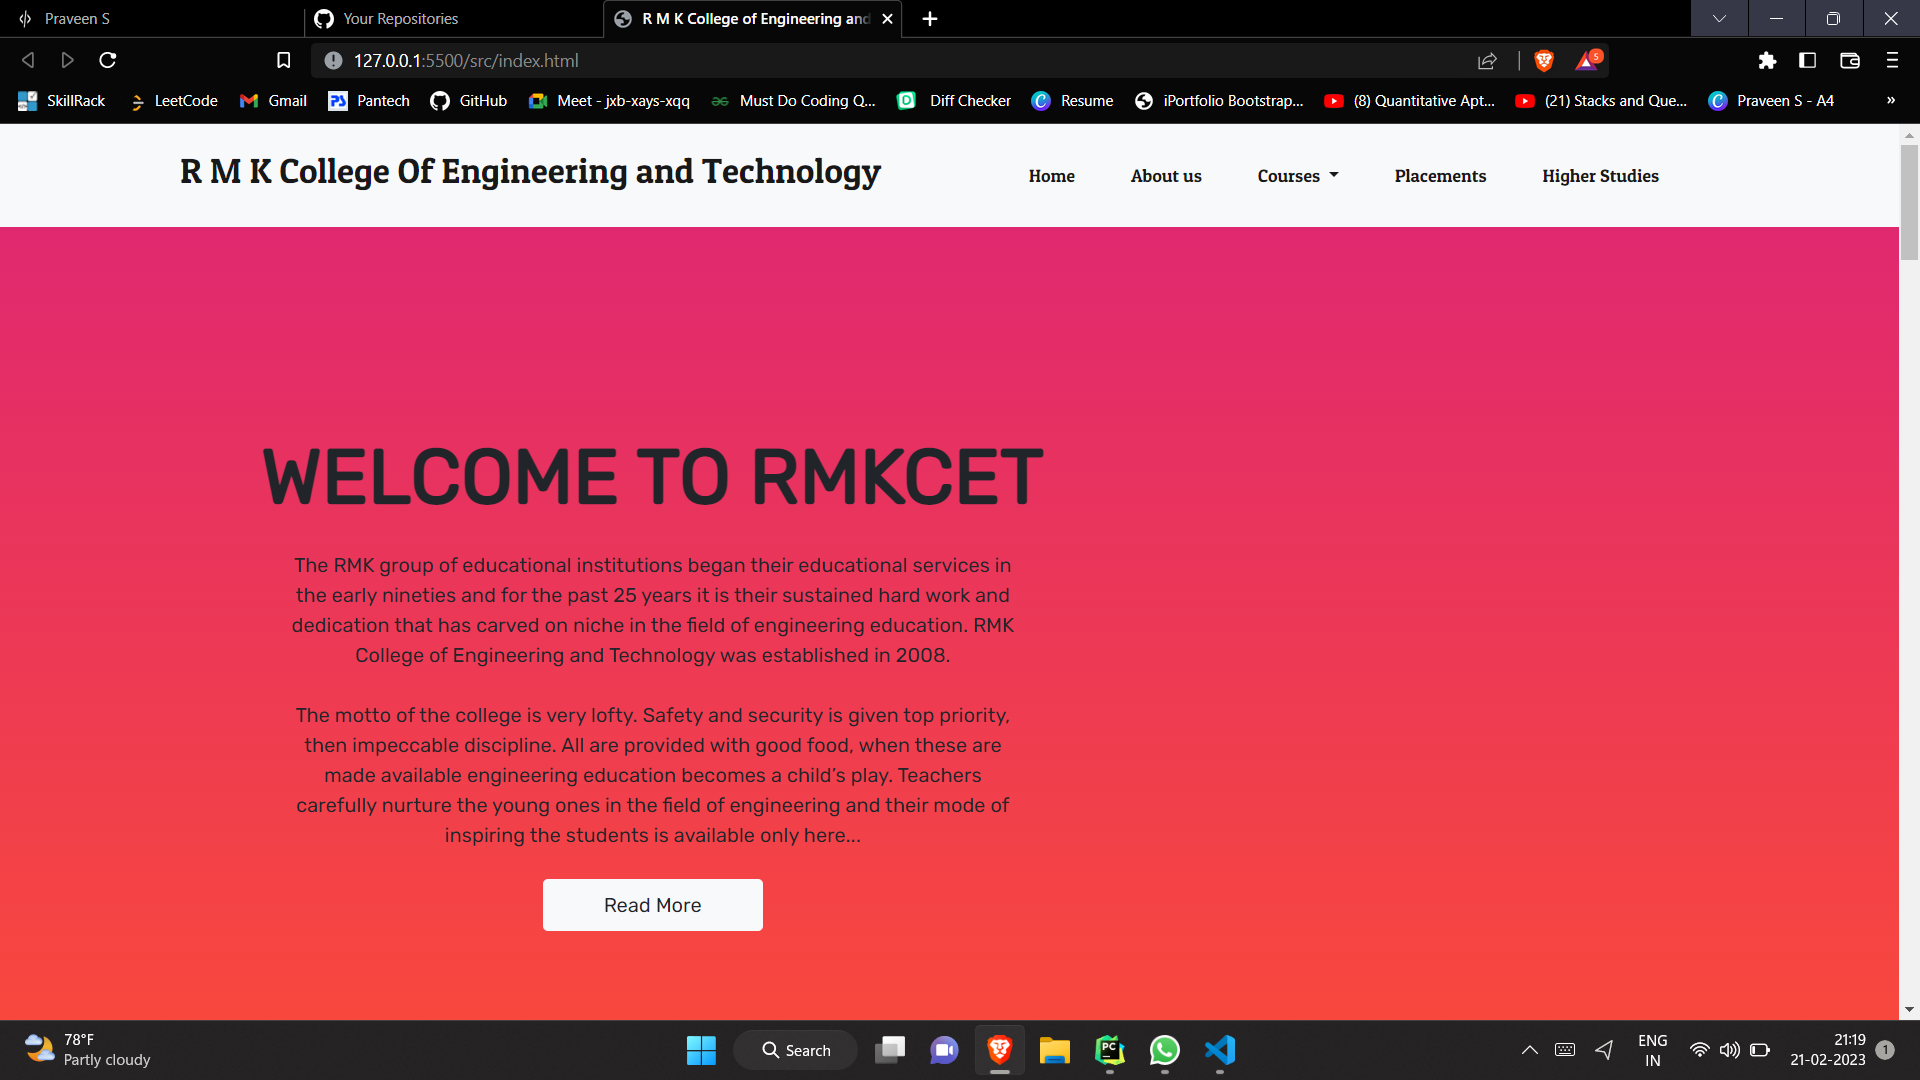 Praveen S
Your Repositories
R M K College of Engineering and
127.0.0.1:5500/src/index.html
5
SkillRack
LeetCode
Gmail
Pantech
GitHub
Meet - jxb-xays-xqq
Must Do Coding Q...
Diff Checker
Resume
iPortfolio Bootstrap...
(8) Quantitative Apt...
(21) Stacks and Que...
Praveen S - A4
»
R M K College Of Engineering and Technology
Home
About us
Courses
Placements
Higher Studies
WELCOME TO RMKCET
The RMK group of educational institutions began their educational services in
the early nineties and for the past 25 years it is their sustained hard work and
dedication that has carved on niche in the field of engineering education. RMK
College of Engineering and Technology was established in 2008.
The motto of the college is very lofty. Safety and security is given top priority,
then impeccable discipline. All are provided with good food, when these are
made available engineering education becomes a child’s play. Teachers
carefully nurture the young ones in the field of engineering and their mode of
inspiring the students is available only here...
Read More
78°F
Partly cloudy
Search
PC
ENG
IN
21:19
21-02-2023
1